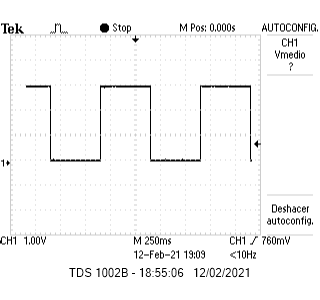 Tek Stop M Pos: 0.000s AUTOCONFIG.
CH1
Vmedio
?
1
Deshacer
autoconfig.
CH1 1.00V M 250ms CH1 760mV
12-Feb-21 19:09 <10Hz
TDS 1002B - 18:55:06 12/02/2021